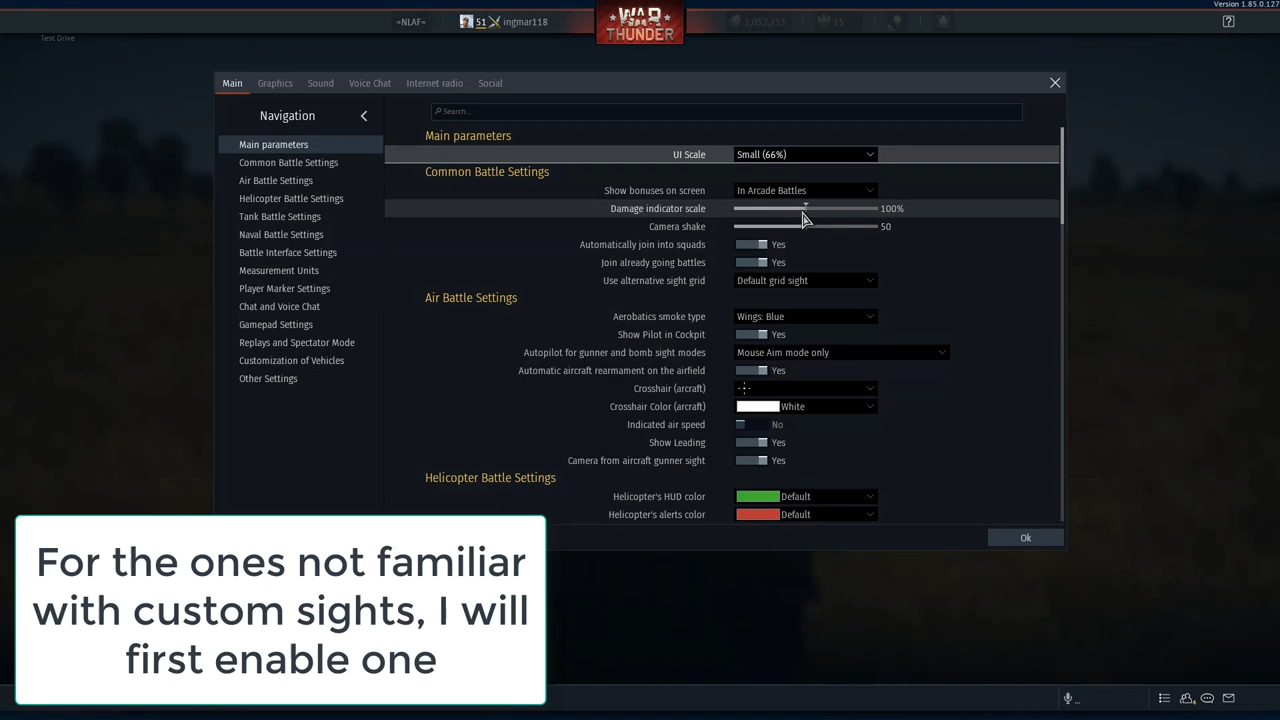 Version 1.85.0.127
=NLAF=
51 ingmar118
WAR THUNDER
1,052,213
15
Test Drive
Main Graphics Sound Voice Chat Internet radio Social
Navigation
Search...
Main parameters
Common Battle Settings
Air Battle Settings
Helicopter Battle Settings
Tank Battle Settings
Naval Battle Settings
Battle Interface Settings
Measurement Units
Player Marker Settings
Chat and Voice Chat
Gamepad Settings
Replays and Spectator Mode
Customization of Vehicles
Other Settings
Main parameters
UI Scale Small (66%)
Common Battle Settings
Show bonuses on screen In Arcade Battles
Damage indicator scale 100%
Camera shake 50
Automatically join into squads Yes
Join already going battles Yes
Use alternative sight grid Default grid sight
Air Battle Settings
Aerobatics smoke type Wings: Blue
Show Pilot in Cockpit Yes
Autopilot for gunner and bomb sight modes Mouse Aim mode only
Automatic aircraft rearmament on the airfield Yes
Crosshair (arcraft)
Crosshair Color (arcraft) White
Indicated air speed No
Show Leading Yes
Camera from aircraft gunner sight Yes
Helicopter Battle Settings
Helicopter's HUD color Default
Helicopter's alerts color Default
Ok
For the ones not familiar
with custom sights, I will
first enable one